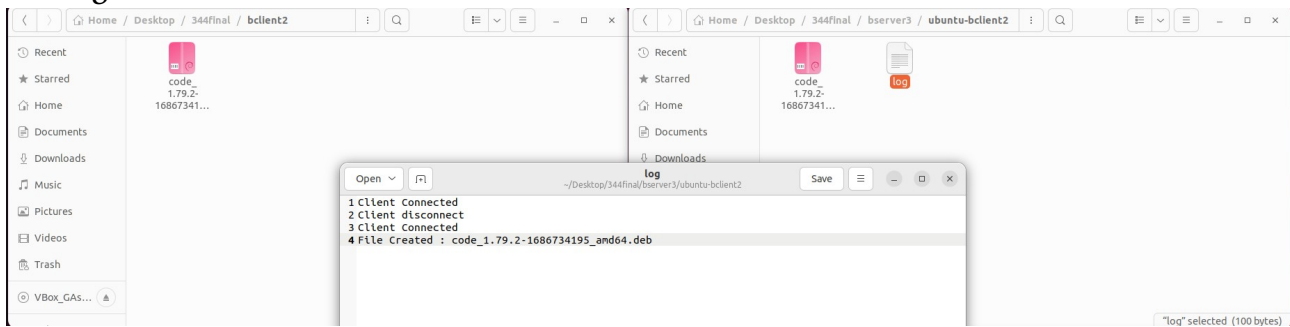 Home / Desktop / 344final / bclient2
Recent
Starred
Home
Documents
Downloads
Music
Pictures
Videos
Trash
VBox_GAs...
code_
1.79.2-
16867341...
Home / Desktop / 344final / bserver3 / ubuntu-bclient2
Recent
Starred
Home
Documents
Downloads
code_
1.79.2-
16867341...
log
Open
log
~/Desktop/344final/bserver3/ubuntu-bclient2
Save
1 Client Connected
2 Client disconnect
3 Client Connected
4 File Created : code_1.79.2-1686734195_amd64.deb
"log" selected (100 bytes)